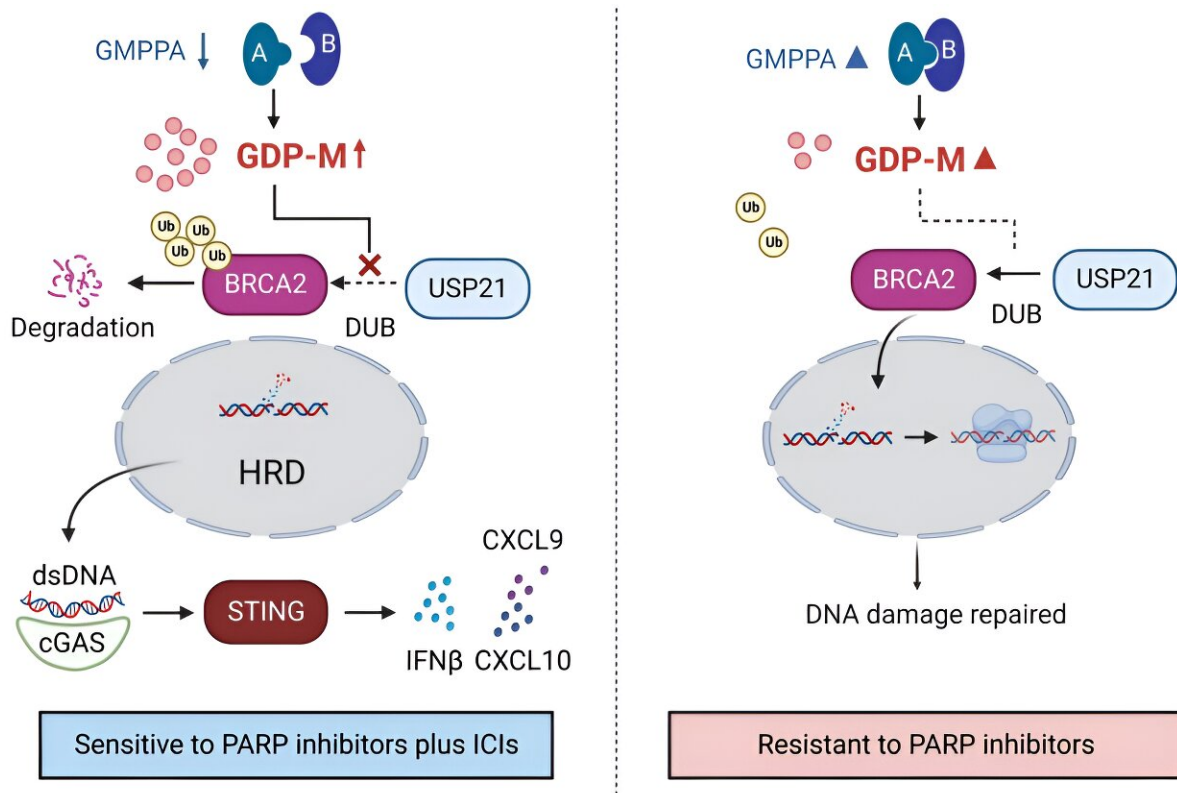 GMPPA
A
B
GDP-M
Ub
Ub
Ub
Ub
BRCA2
USP21
Degradation
DUB
HRD
dsDNA
cGAS
STING
CXCL9
IFNβ
CXCL10
Sensitive to PARP inhibitors plus ICIs
GMPPA
A
B
GDP-M
Ub
Ub
BRCA2
USP21
DUB
DNA damage repaired
Resistant to PARP inhibitors